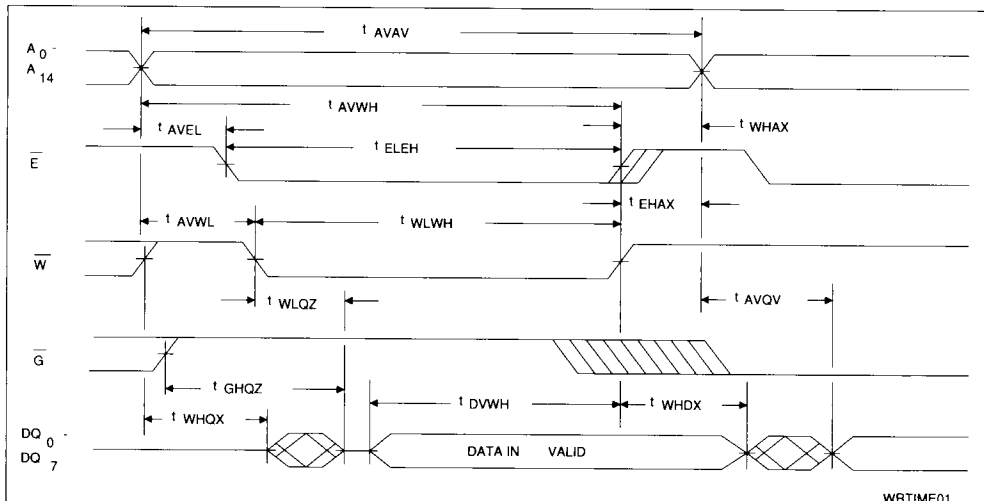 t AVAV
A 0 -
A 14
t AVWH
t AVEL
t WHAX
t ELEH
E
t EHAX
t AVWL
t WLWH
W
t WLQZ
t AVQV
G
t GHQZ
t DVWH
t WHDX
t WHQX
DQ 0 -
DQ 7
DATA IN VALID
WRTIME01